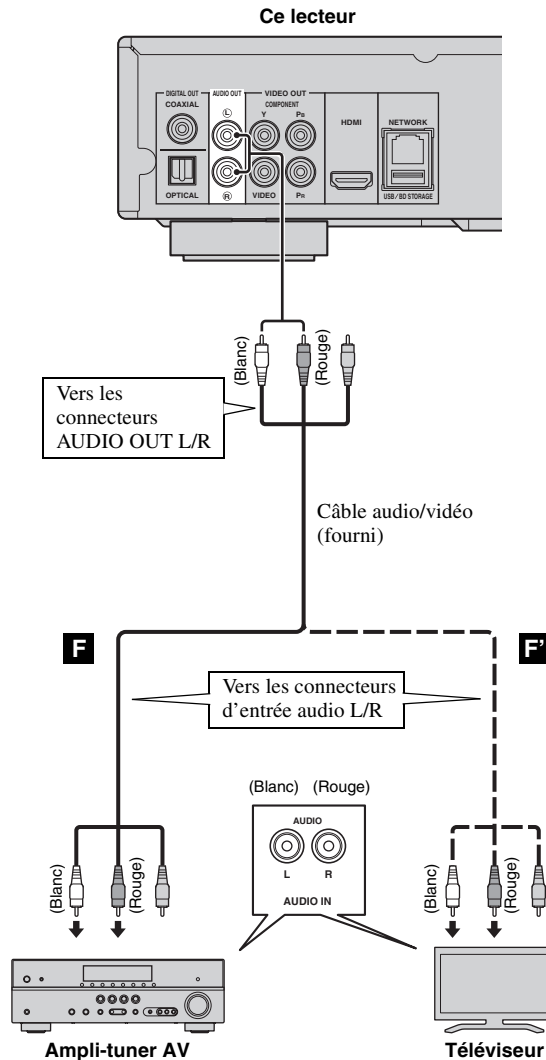 Ce lecteur
DIGITAL OUT
COAXIAL
OPTICAL
AUDIO OUT
L
R
VIDEO OUT
COMPONENT
Y
PB
VIDEO
PR
HDMI
NETWORK
USB / BD STORAGE
(Blanc)
(Rouge)
Vers les
connecteurs
AUDIO OUT L/R
Câble audio/vidéo
(fourni)
F
F'
Vers les connecteurs
d'entrée audio L/R
(Blanc) (Rouge)
AUDIO
L R
AUDIO IN
(Blanc)
(Rouge)
(Blanc)
(Rouge)
Ampli-tuner AV
Téléviseur